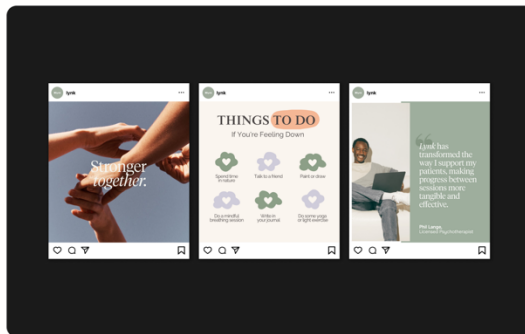 lynk
Stronger
together.
lynk
THINGS TO DO
If You're Feeling Down
Spend time
in nature
Talk to a friend
Paint or draw
Do a mindful
breathing session
Write in
your journal
Do some yoga
or light exercise
lynk
Lynk has
transformed the
way I support my
patients, making
progress between
sessions more
tangible and
effective.
Licensed Psychotherapist